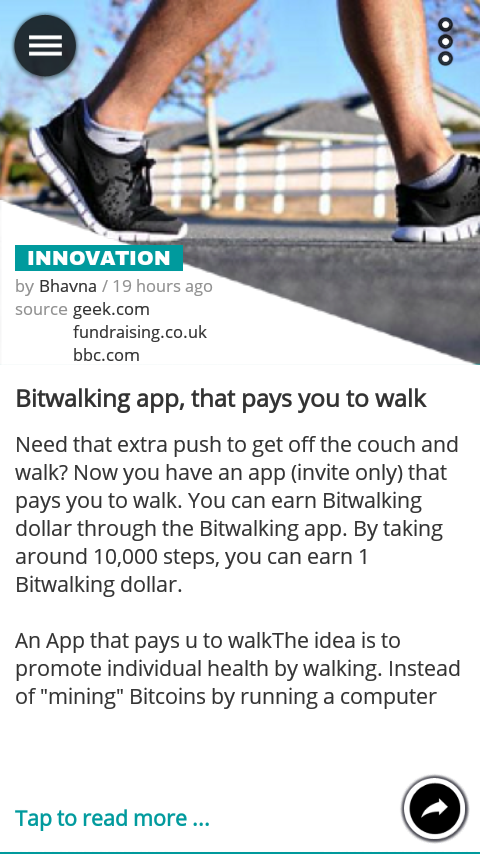 INNOVATION
by Bhavna / 19 hours ago
source geek.com
fundraising.co.uk
bbc.com
Bitwalking app, that pays you to walk
Need that extra push to get off the couch and
walk? Now you have an app (invite only) that
pays you to walk. You can earn Bitwalking
dollar through the Bitwalking app. By taking
around 10,000 steps, you can earn 1
Bitwalking dollar.
An App that pays u to walkThe idea is to
promote individual health by walking. Instead
of "mining" Bitcoins by running a computer
Tap to read more ...